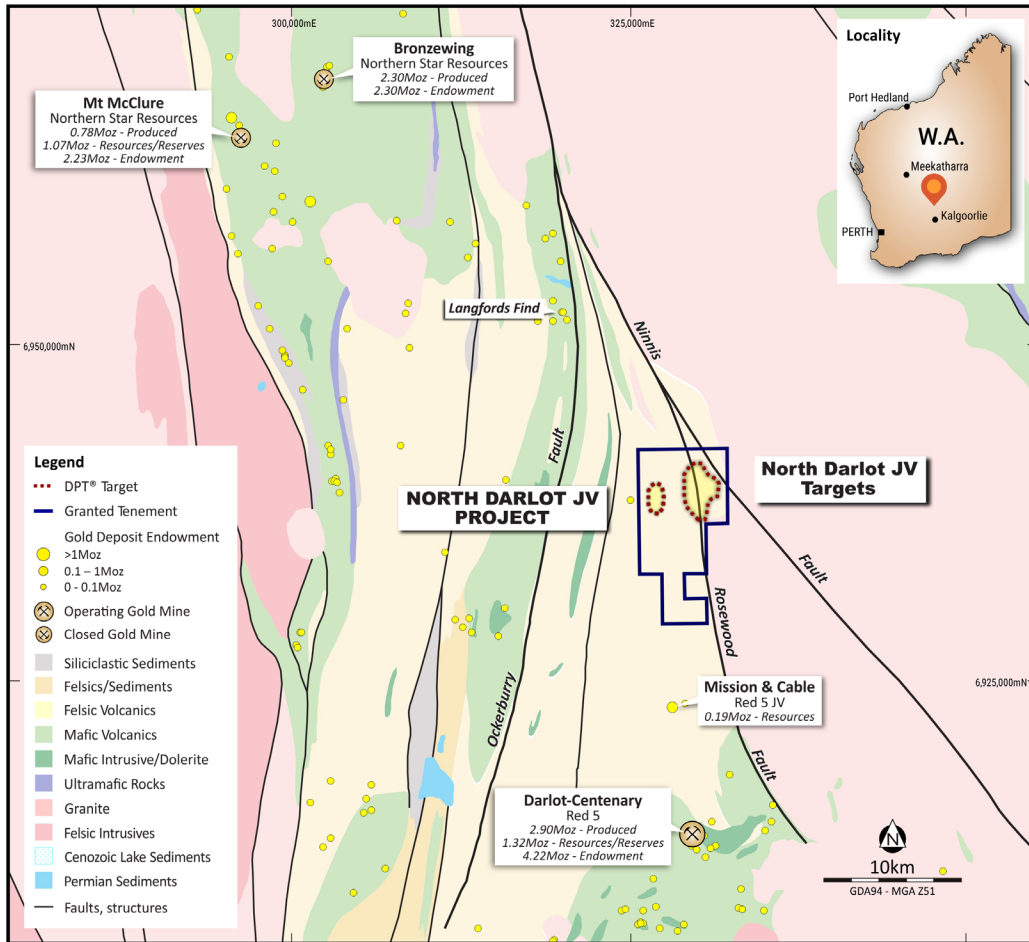 300,000mE
325,000mE
Bronzewing
Northern Star Resources
2.30Moz - Produced
2.30Moz - Endowment
Mt McClure
Northern Star Resources
0.78Moz - Produced
1.07Moz - Resources/Reserves
2.23Moz - Endowment
Locality
Port Hedland
W.A.
Meekatharra
Kalgoorlie
PERTH
Langfords Find
Ninnis
6,950,000mN
Fault
NORTH DARLOT JV
PROJECT
North Darlot JV
Targets
Fault
Rosewood
Ockerburry
Fault
6,925,000mN
Mission & Cable
Red 5 JV
0.19Moz - Resources
Darlot-Centenary
Red 5
2.90Moz - Produced
1.32Moz - Resources/Reserves
4.22Moz - Endowment
Legend
DPT® Target
Granted Tenement
Gold Deposit Endowment
>1Moz
0.1 – 1Moz
0 - 0.1Moz
Operating Gold Mine
Closed Gold Mine
Siliciclastic Sediments
Felsics/Sediments
Felsic Volcanics
Mafic Volcanics
Mafic Intrusive/Dolerite
Ultramafic Rocks
Granite
Felsic Intrusives
Cenozoic Lake Sediments
Permian Sediments
Faults, structures
N
10km
GDA94 - MGA Z51